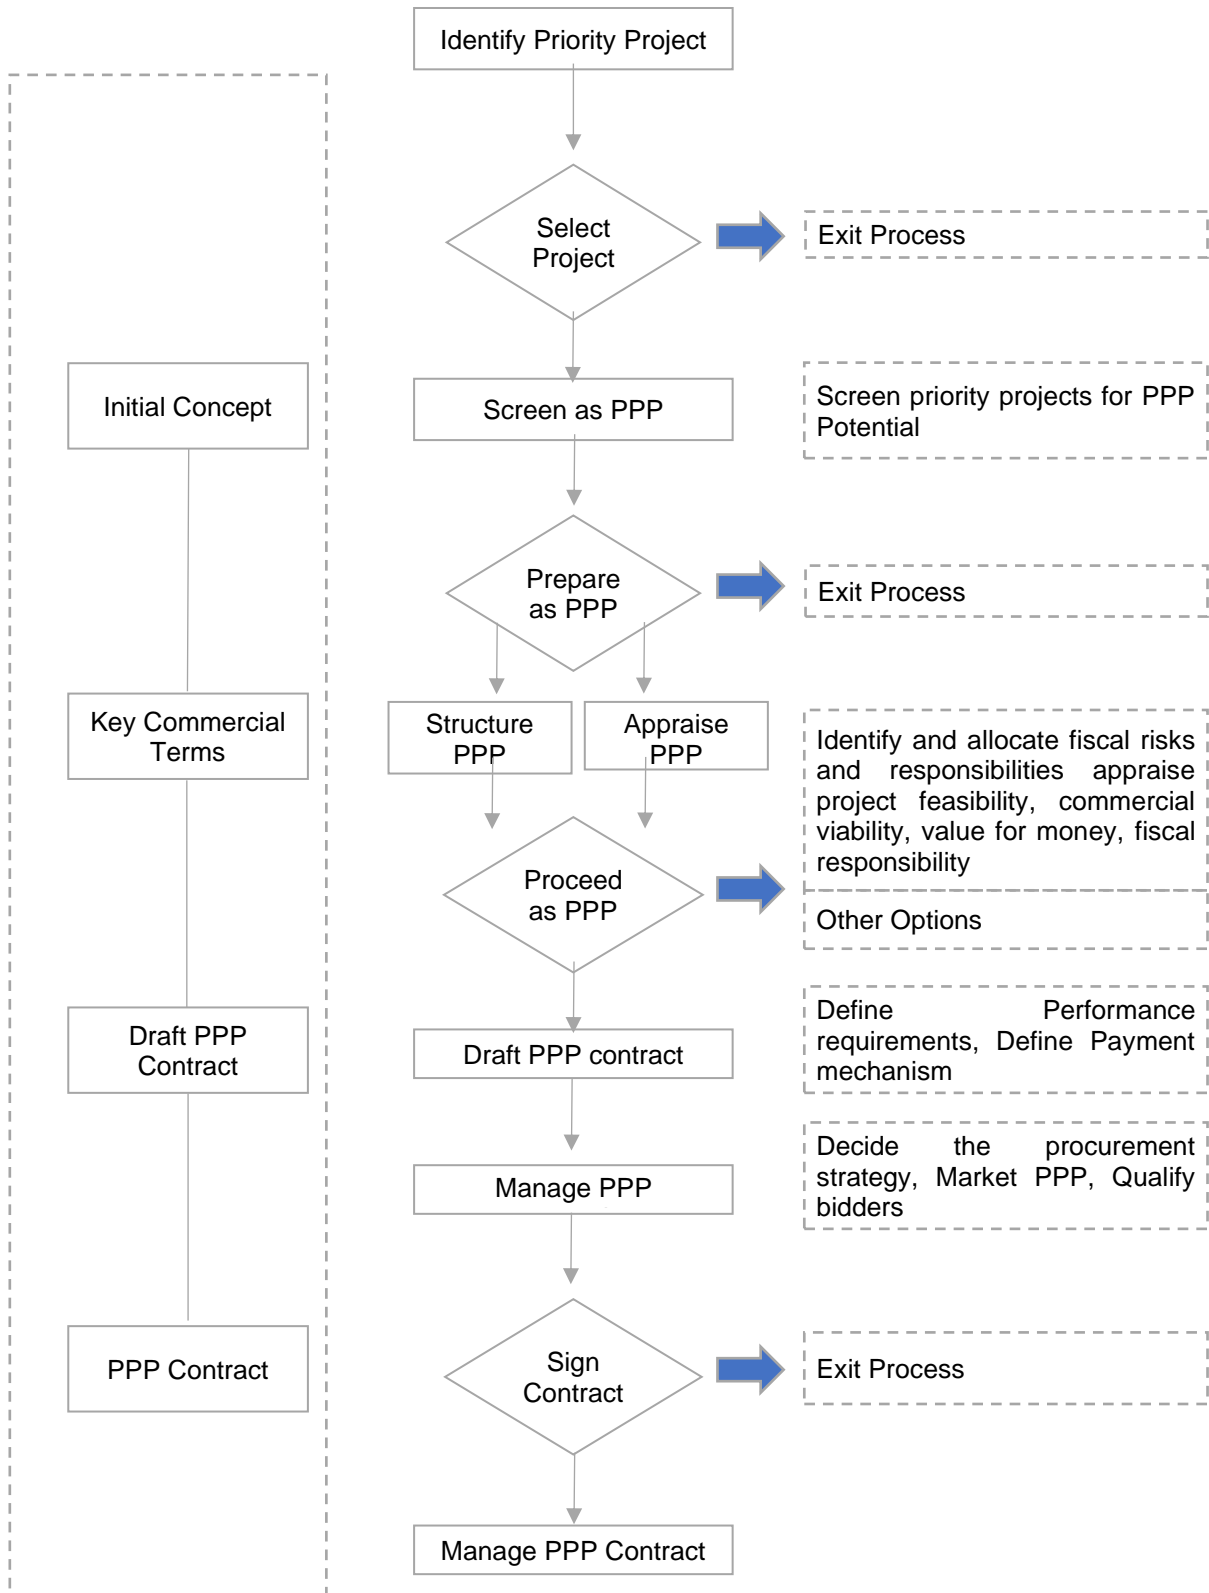 Identify Priority Project
Select
Project
Exit Process
Initial Concept
Screen as PPP
Screen priority projects for PPP
Potential
Prepare
as PPP
Exit Process
Key Commercial
Terms
Structure
PPP
Appraise
PPP
Identify and allocate fiscal risks
and responsibilities appraise
project feasibility, commercial
viability, value for money, fiscal
responsibility
Proceed
as PPP
Other Options
Draft PPP
Contract
Draft PPP contract
Define Performance
requirements, Define Payment
mechanism
Manage PPP
Decide the procurement
strategy, Market PPP, Qualify
bidders
PPP Contract
Sign
Contract
Exit Process
Manage PPP Contract